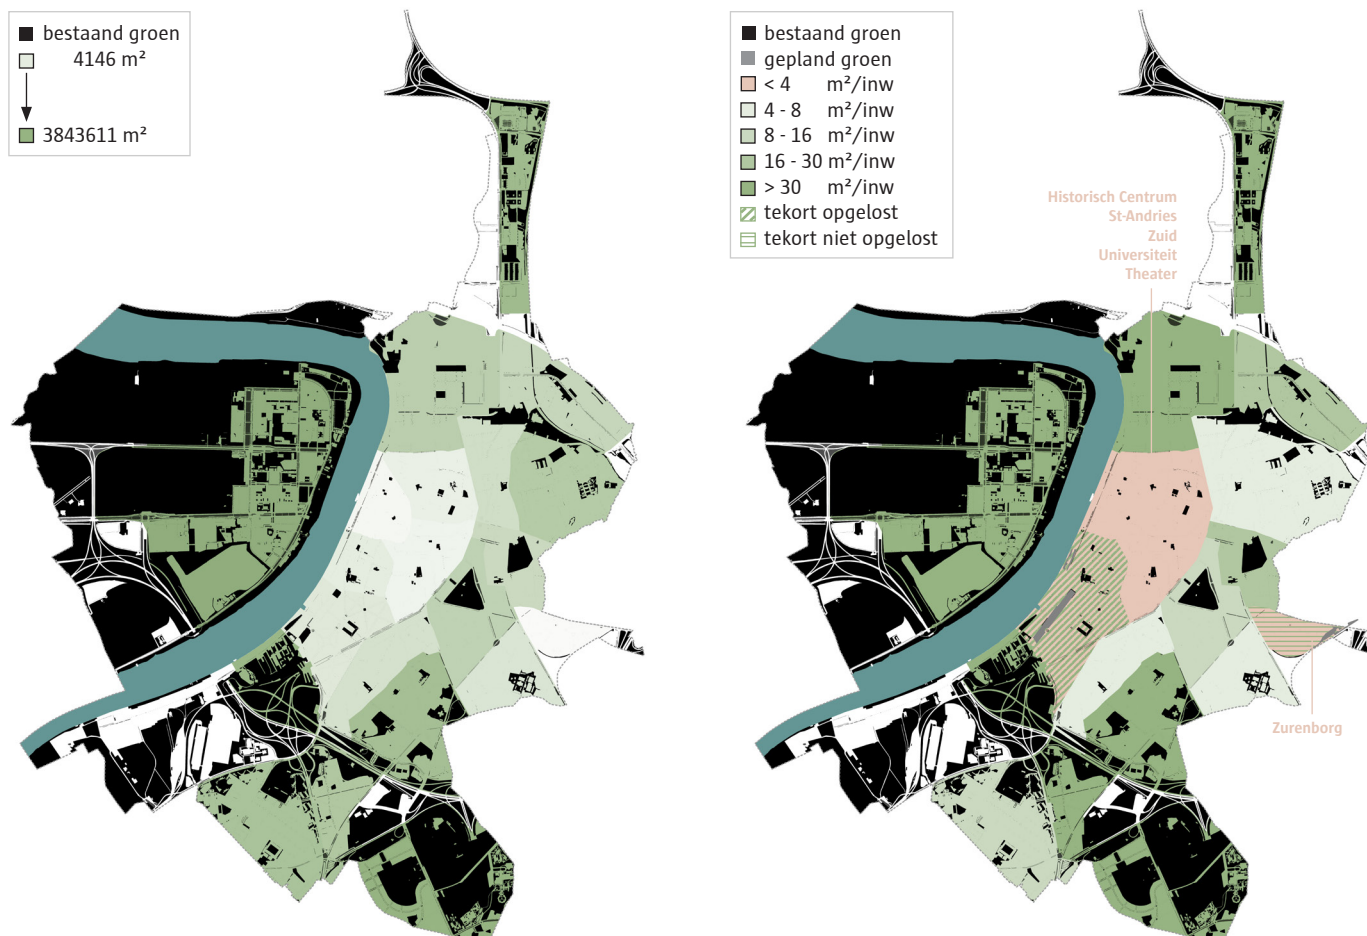 bestaand groen
4146 m²
3843611 m²
bestaand groen
gepland groen
< 4 m²/inw
4 - 8 m²/inw
8 - 16 m²/inw
16 - 30 m²/inw
> 30 m²/inw
tekort opgelost
tekort niet opgelost
Historisch Centrum
St-Andries
Zuid
Universiteit
Theater
Zurenborg